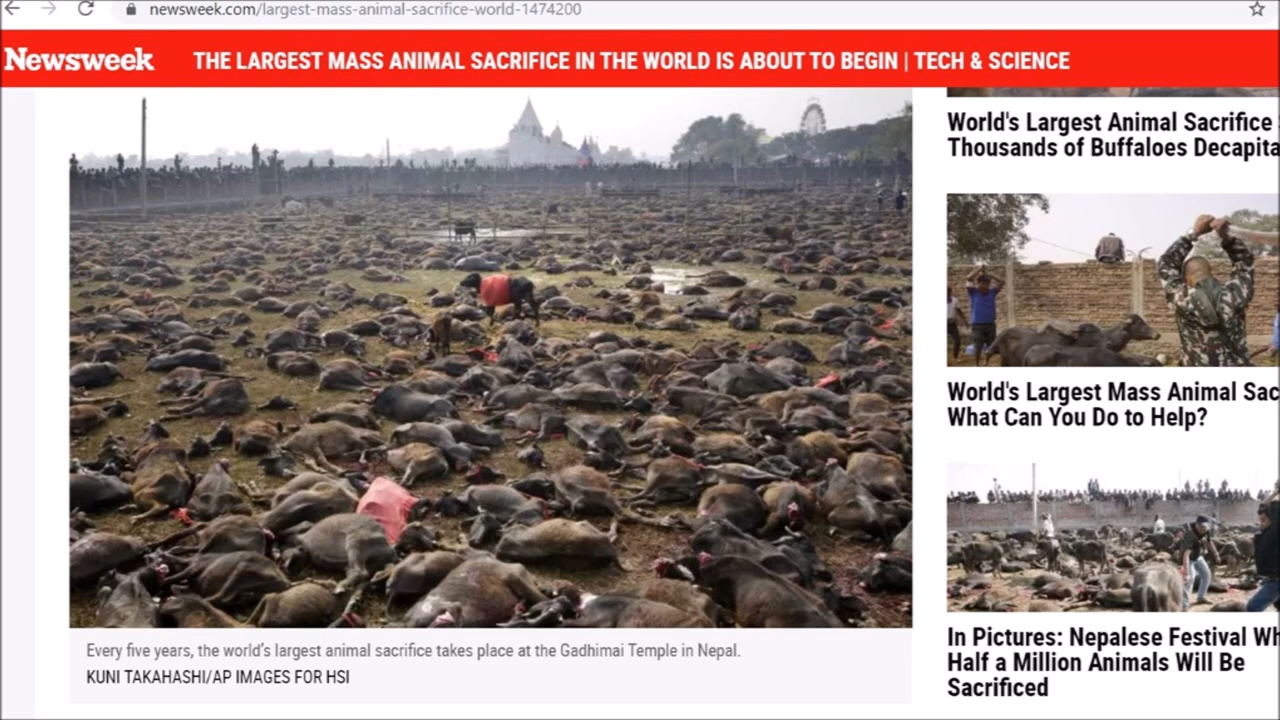 newsweek.com/largest-mass-animal-sacrifice-world-1474200
Newsweek
THE LARGEST MASS ANIMAL SACRIFICE IN THE WORLD IS ABOUT TO BEGIN | TECH & SCIENCE
World's Largest Animal Sacrifice
Thousands of Buffaloes Decapita
World's Largest Mass Animal Sac
What Can You Do to Help?
Every five years, the world's largest animal sacrifice takes place at the Gadhimai Temple in Nepal.
KUNI TAKAHASHI/AP IMAGES FOR HSI
In Pictures: Nepalese Festival Wh
Half a Million Animals Will Be
Sacrificed